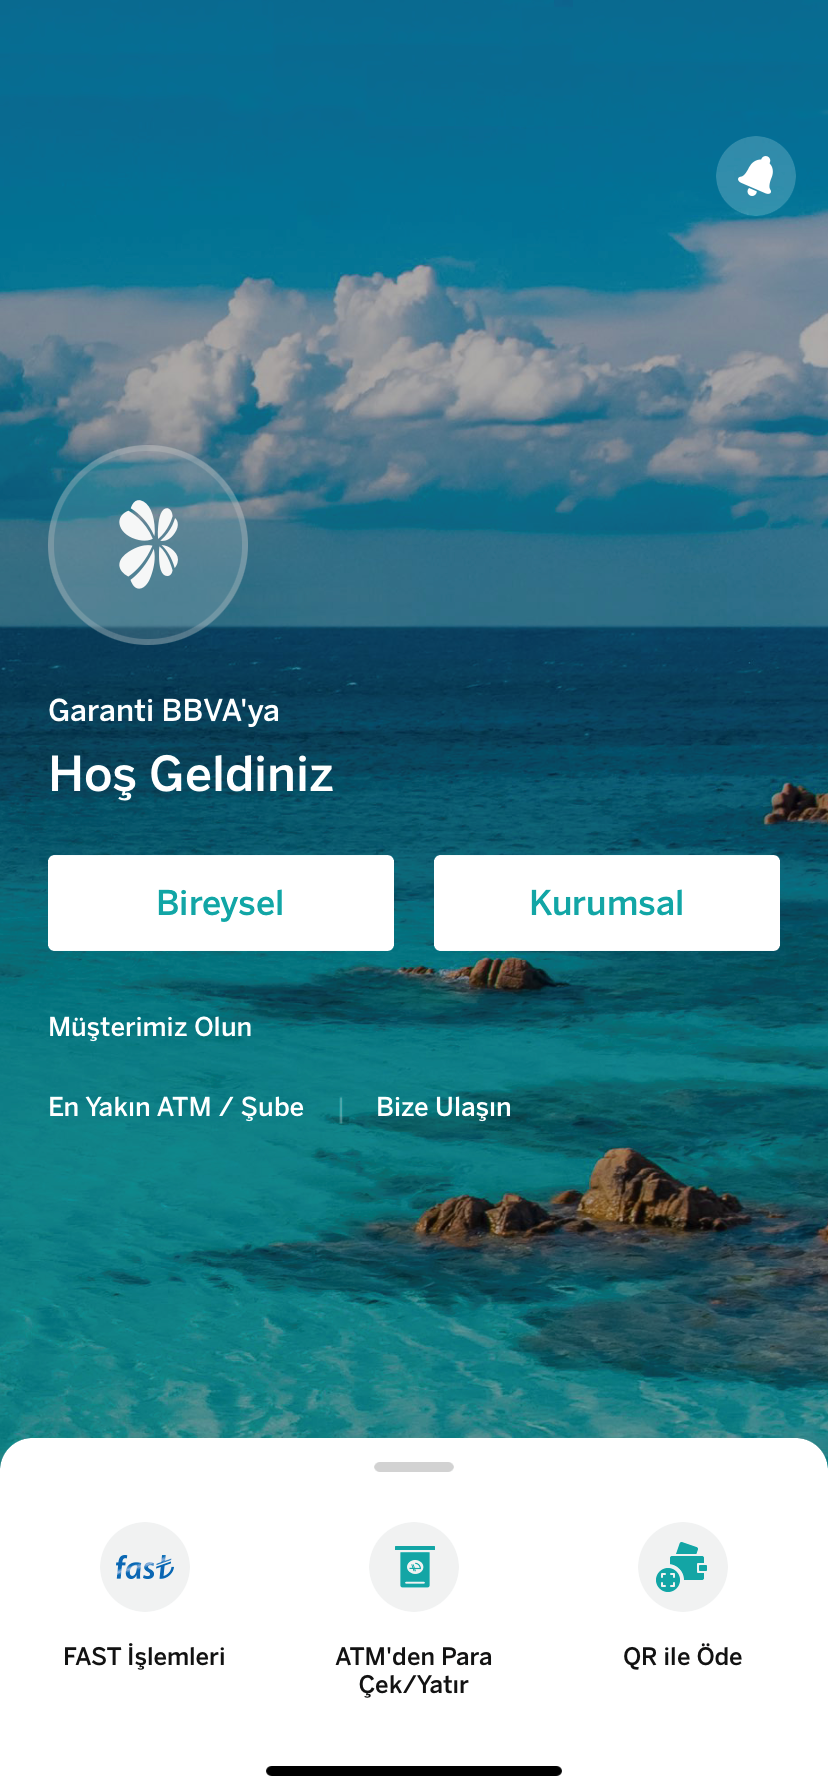 Garanti BBVA'ya
Hoş Geldiniz
Bireysel
Kurumsal
Müşterimiz Olun
En Yakın ATM / Şube | Bize Ulaşın
fast
FAST İşlemleri
ATM'den Para
Çek/Yatır
QR ile Öde